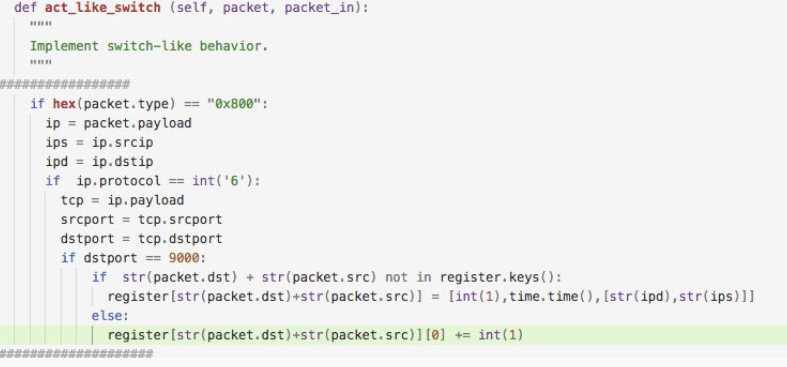 def act_like_switch (self, packet, packet_in):
"""
Implement switch-like behavior.
"""
#################
if hex(packet.type) == "0x800":
ip = packet.payload
ips = ip.srcip
ipd = ip.dstip
if  ip.protocol == int('6'):
tcp = ip.payload
srcport = tcp.srcport
dstport = tcp.dstport
if dstport == 9000:
if  str(packet.dst) + str(packet.src) not in register.keys():
register[str(packet.dst)+str(packet.src)] = [int(1),time.time(),[str(ipd),str(ips)]]
else:
register[str(packet.dst)+str(packet.src)][0] += int(1)
####################